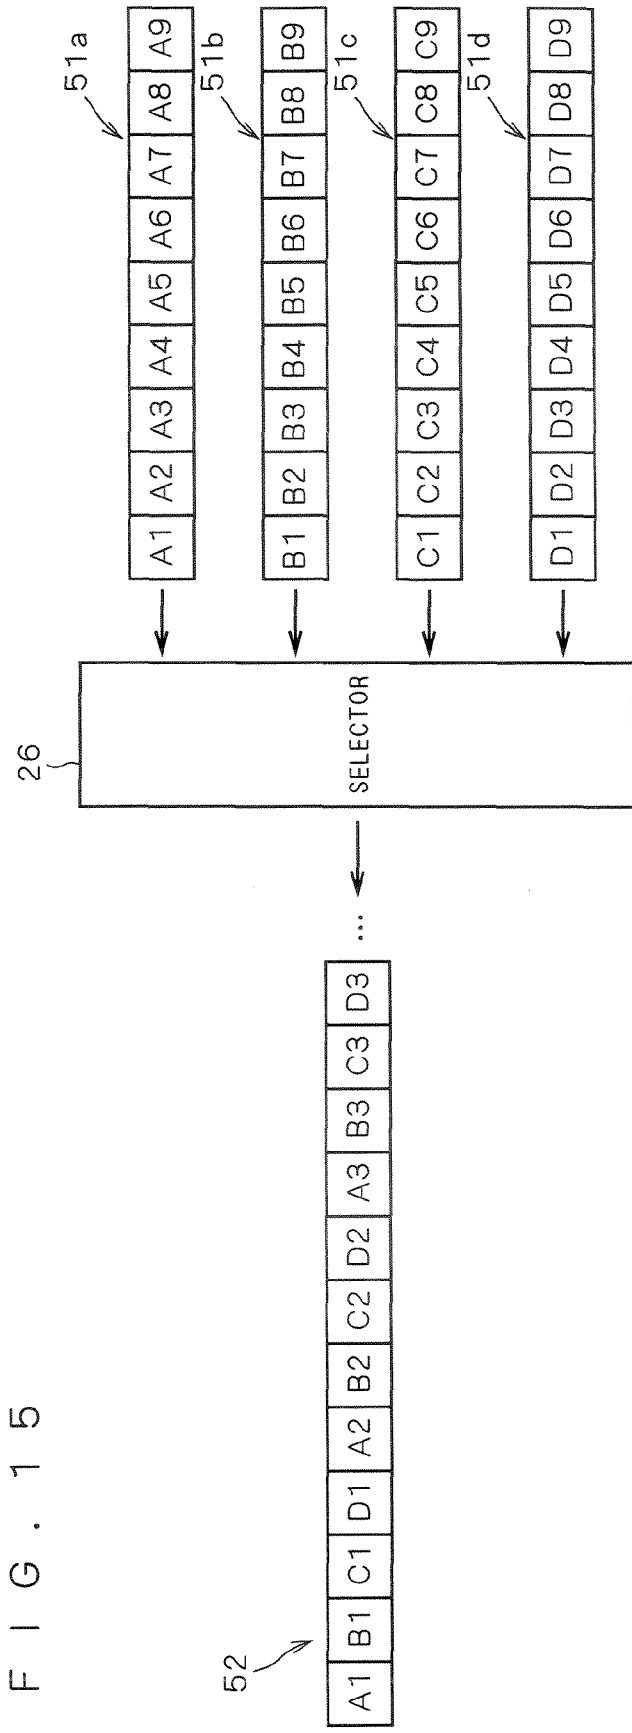 FIG. 15
52
A1 B1 C1 D1 A2 B2 C2 D2 A3 B3 C3 D3 ...
26
SELECTOR
51a
A1 A2 A3 A4 A5 A6 A7 A8 A9
51b
B1 B2 B3 B4 B5 B6 B7 B8 B9
51c
C1 C2 C3 C4 C5 C6 C7 C8 C9
51d
D1 D2 D3 D4 D5 D6 D7 D8 D9